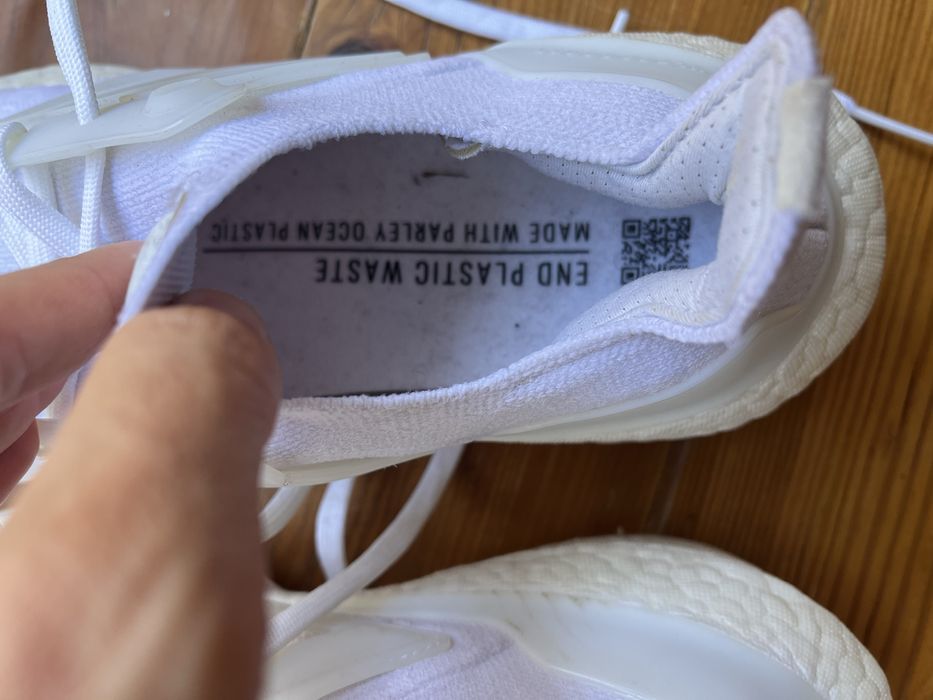 END PLASTIC WASTE
MADE WITH PARLEY OCEAN PLASTIC